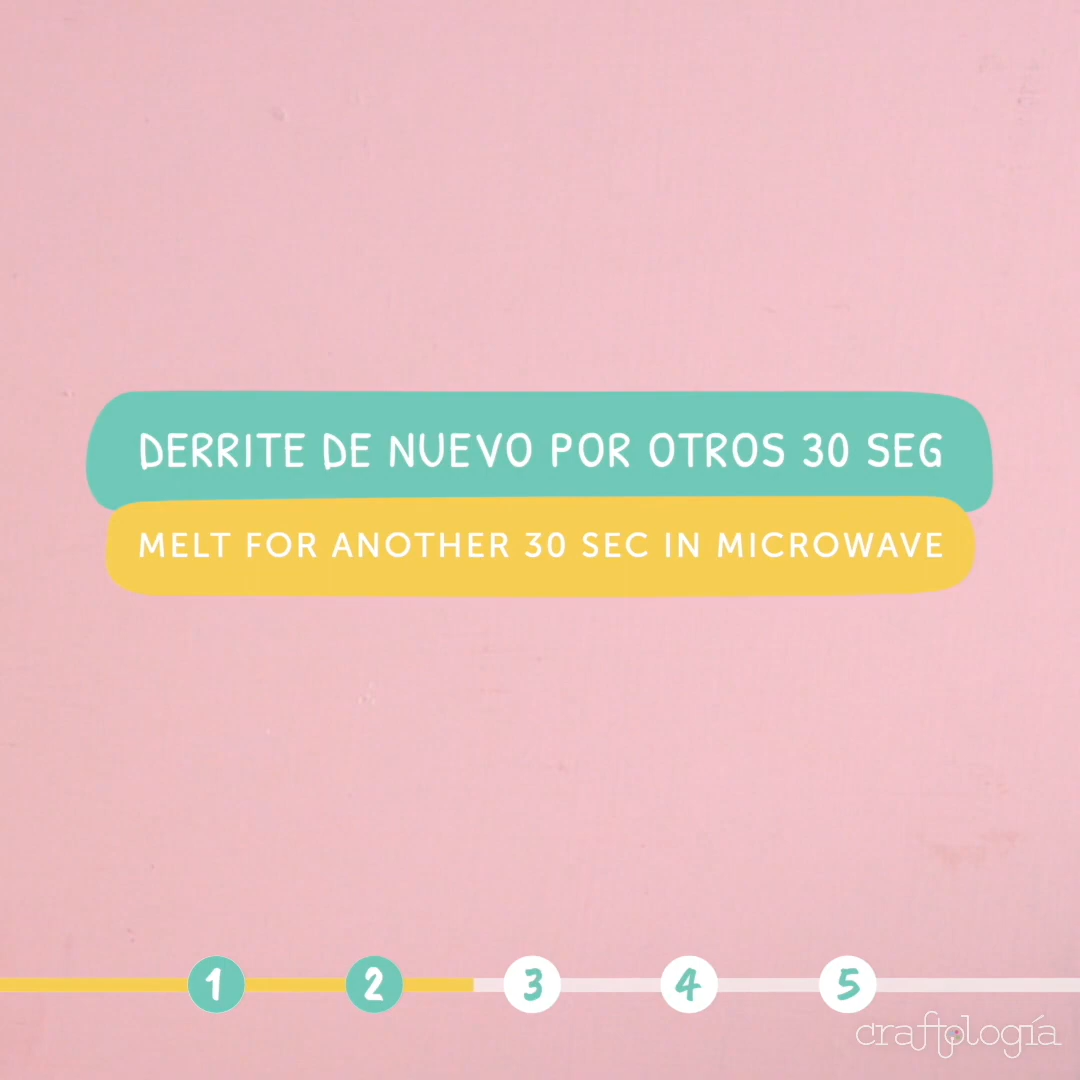 DERRITE DE NUEVO POR OTROS 30 SEG
MELT FOR ANOTHER 30 SEC IN MICROWAVE
1 2 3 4 5
craftología